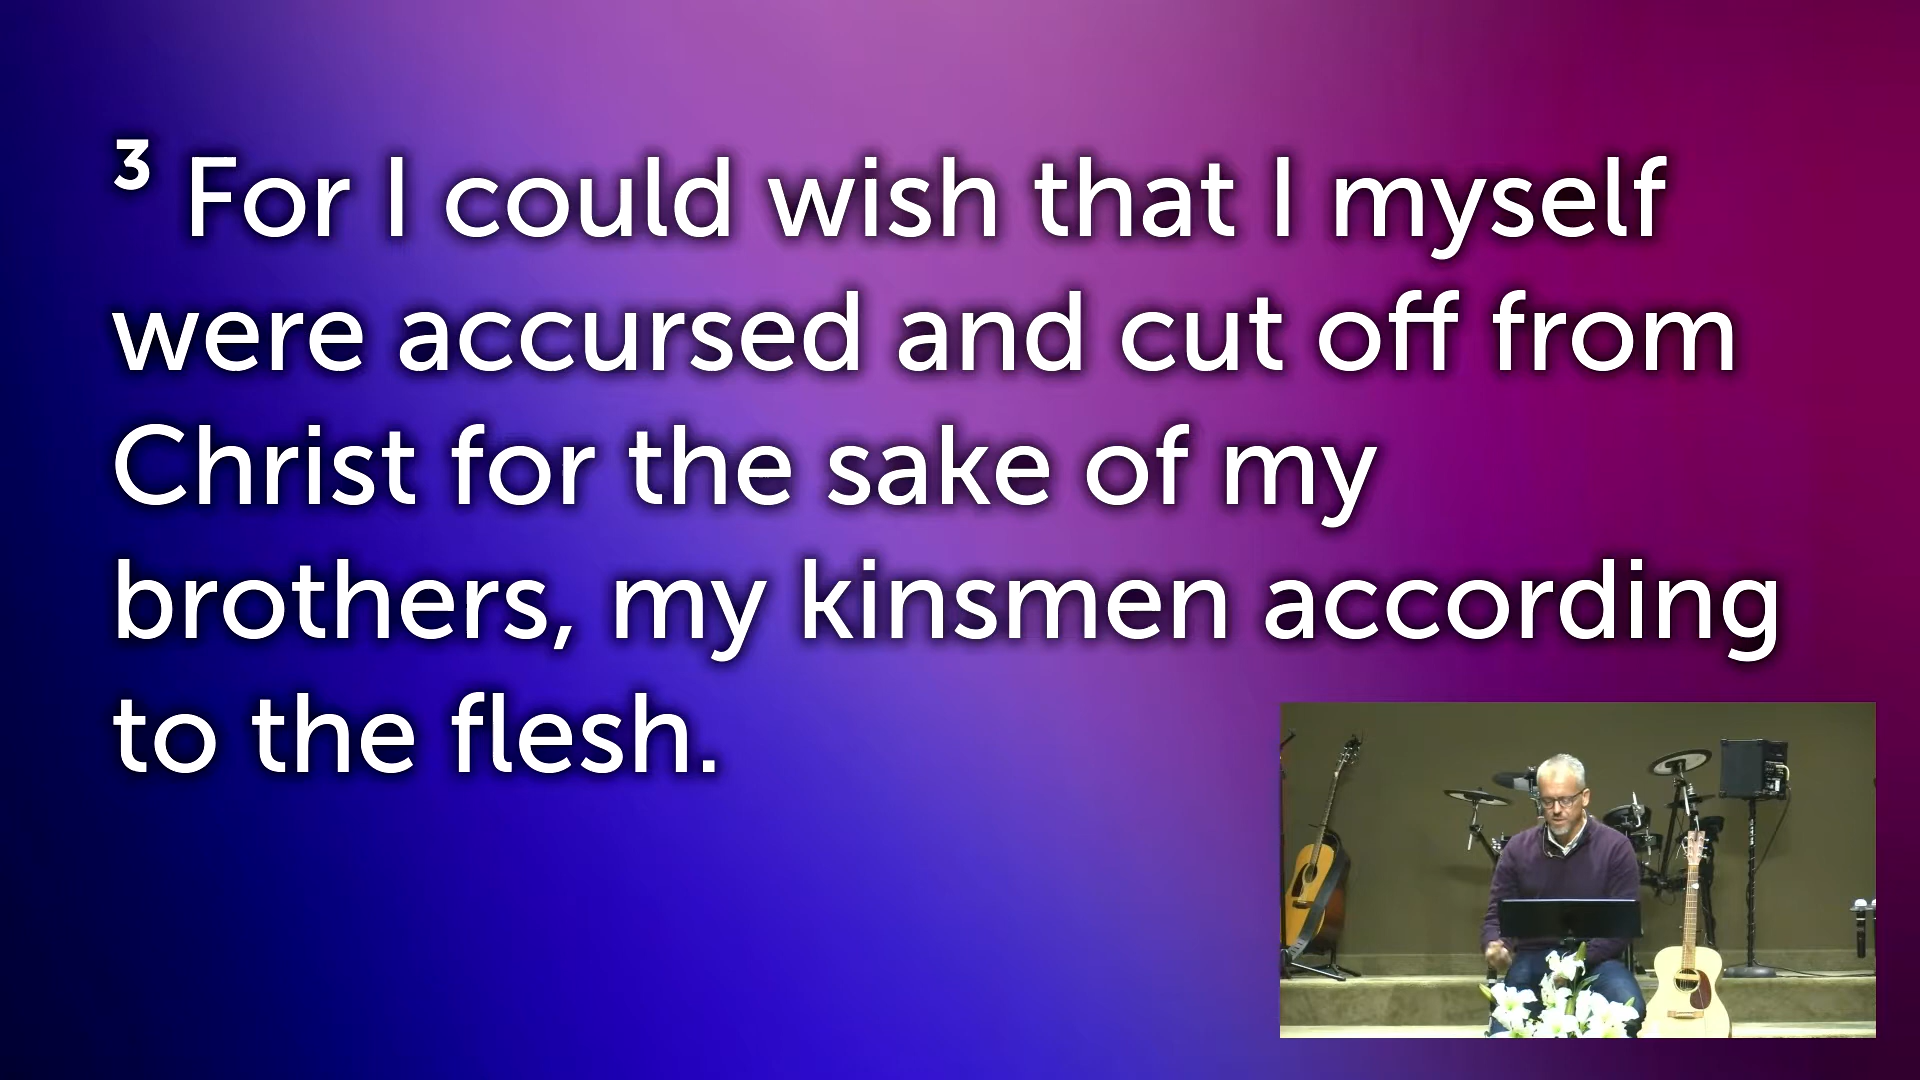 3 For I could wish that I myself
were accursed and cut off from
Christ for the sake of my
brothers, my kinsmen according
to the flesh.